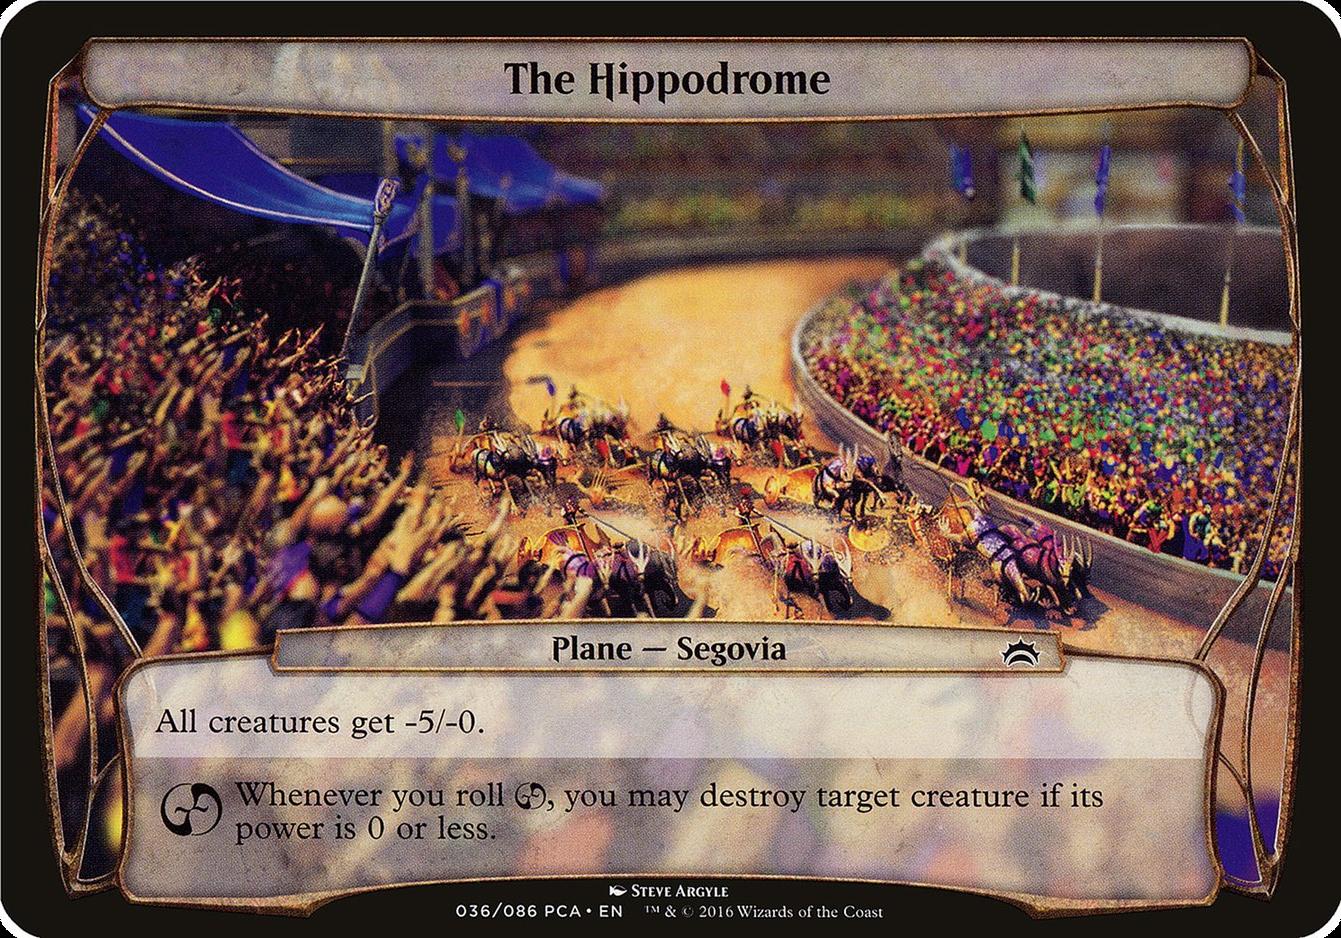 The Hippodrome
Plane — Segovia
All creatures get -5/-0.
Whenever you roll , you may destroy target creature if its
power is 0 or less.
Steve Argyle
036/086 PCA • EN ™ & © 2016 Wizards of the Coast